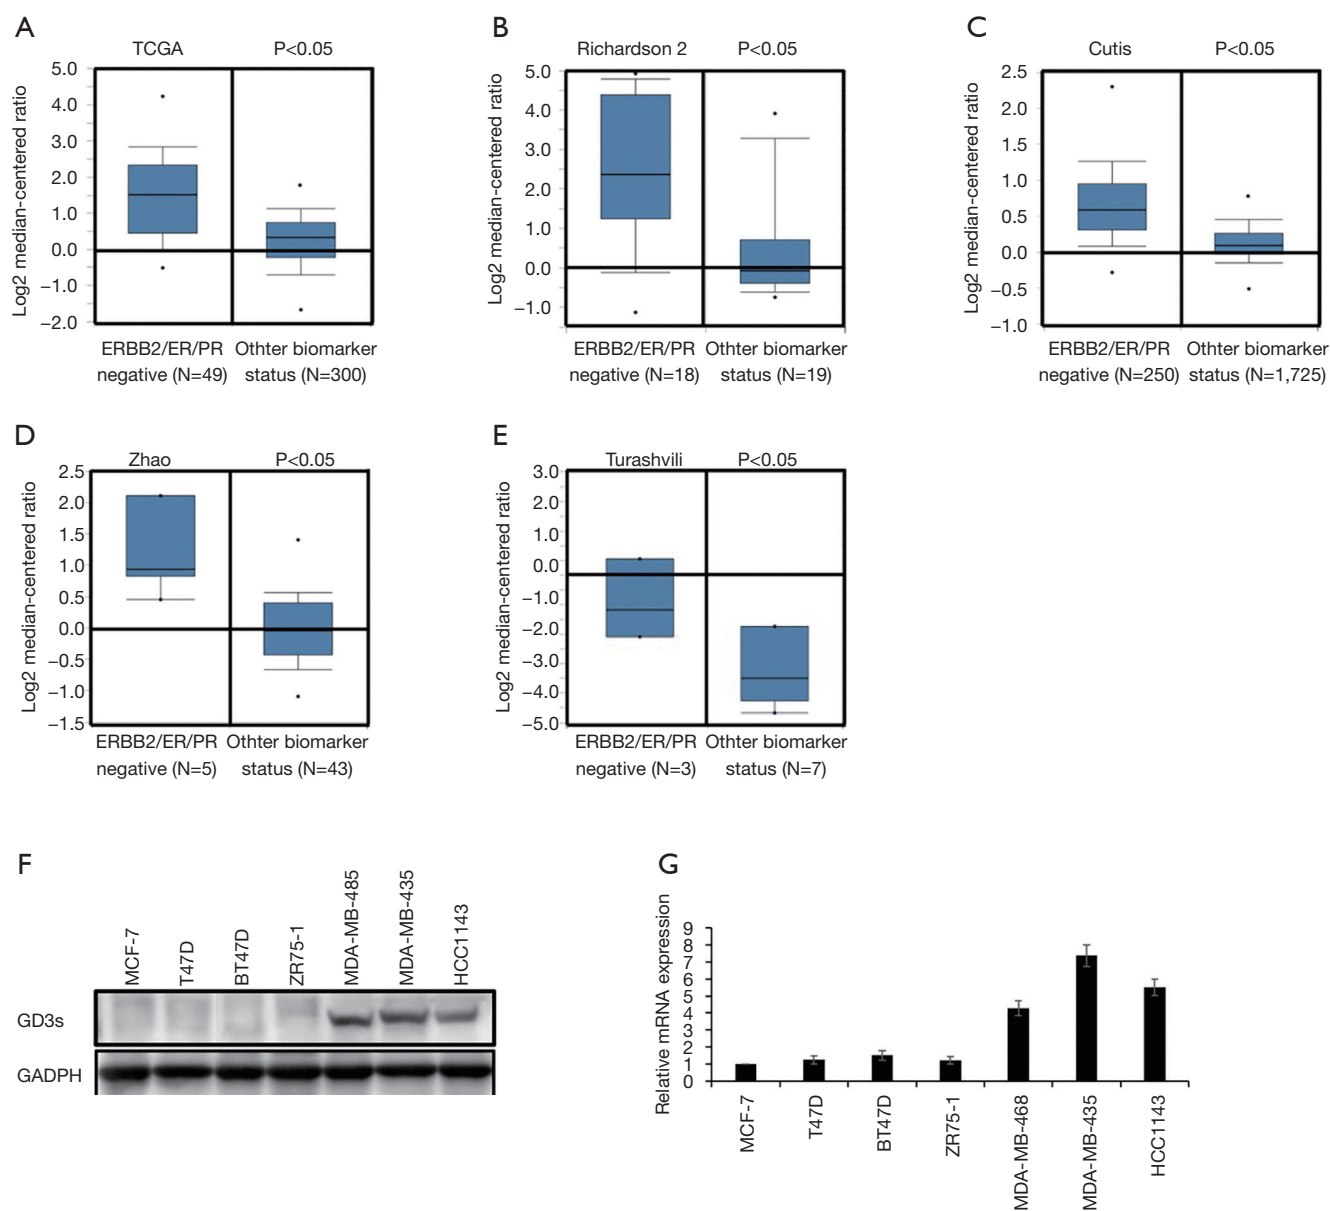 A
TCGA P<0.05
Log2 median-centered ratio
5.0
4.0
3.0
2.0
1.0
0.0
−1.0
−2.0
ERBB2/ER/PR Othter biomarker
negative (N=49) status (N=300)
B
Richardson 2 P<0.05
Log2 median-centered ratio
5.0
4.0
3.0
2.0
1.0
0.0
−1.0
ERBB2/ER/PR Othter biomarker
negative (N=18) status (N=19)
C
Cutis P<0.05
Log2 median-centered ratio
2.5
2.0
1.5
1.0
0.5
0.0
−0.5
−1.0
ERBB2/ER/PR Othter biomarker
negative (N=250) status (N=1,725)
D
Zhao P<0.05
Log2 median-centered ratio
2.5
2.0
1.5
1.0
0.5
0.0
−0.5
−1.0
−1.5
ERBB2/ER/PR Othter biomarker
negative (N=5) status (N=43)
E
Turashvili P<0.05
Log2 median-centered ratio
3.0
2.0
1.0
0.0
−1.0
−2.0
−3.0
−4.0
−5.0
ERBB2/ER/PR Othter biomarker
negative (N=3) status (N=7)
F
MCF-7
T47D
BT47D
ZR75-1
MDA-MB-485
MDA-MB-435
HCC1143
GD3s
GADPH
G
Relative mRNA expression
9
8
7
6
5
4
3
2
1
0
MCF-7
T47D
BT47D
ZR75-1
MDA-MB-468
MDA-MB-435
HCC1143